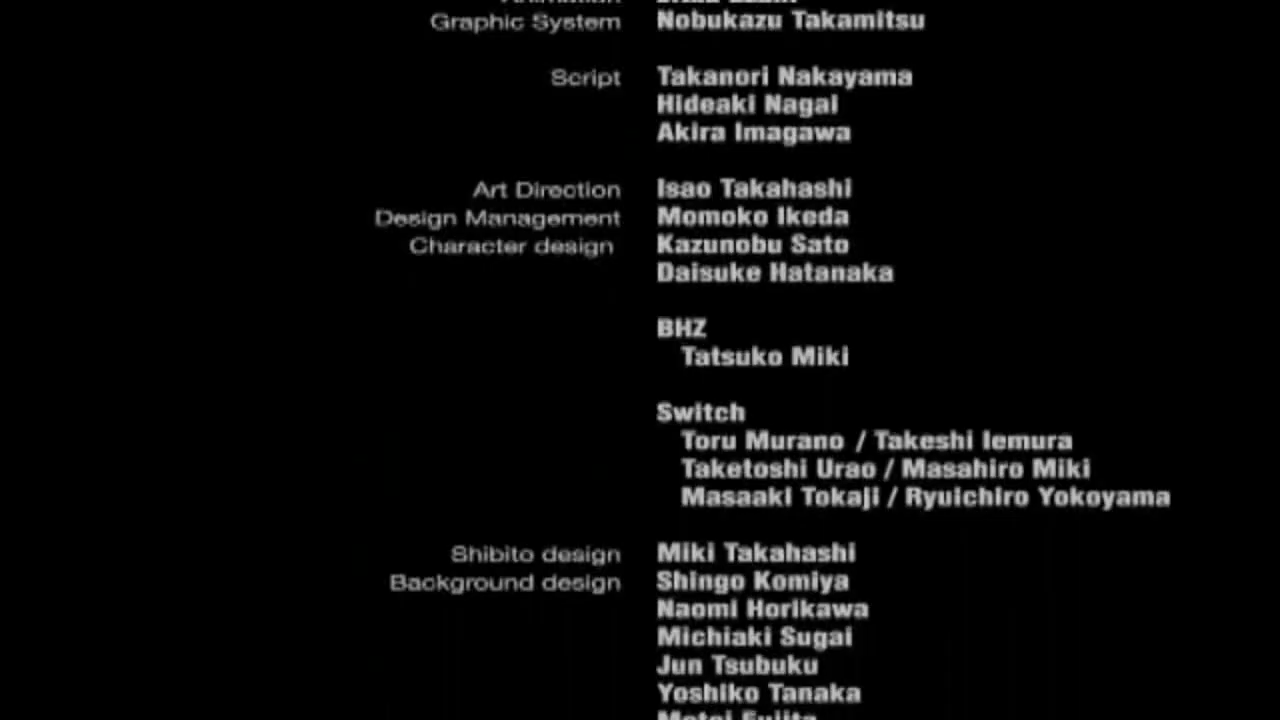 Graphic System Nobukazu Takamitsu
Script Takanori Nakayama
Hideaki Nagai
Akira Imagawa
Art Direction Isao Takahashi
Design Management Momoko Ikeda
Character design Kazunobu Sato
Daisuke Hatanaka
BHZ
Tatsuko Miki
Switch
Toru Murano / Takeshi Iemura
Taketoshi Urao / Masahiro Miki
Masaaki Tokaji / Ryuichiro Yokoyama
Shibito design Miki Takahashi
Background design Shingo Komiya
Naomi Horikawa
Michiaki Sugai
Jun Tsubuku
Yoshiko Tanaka